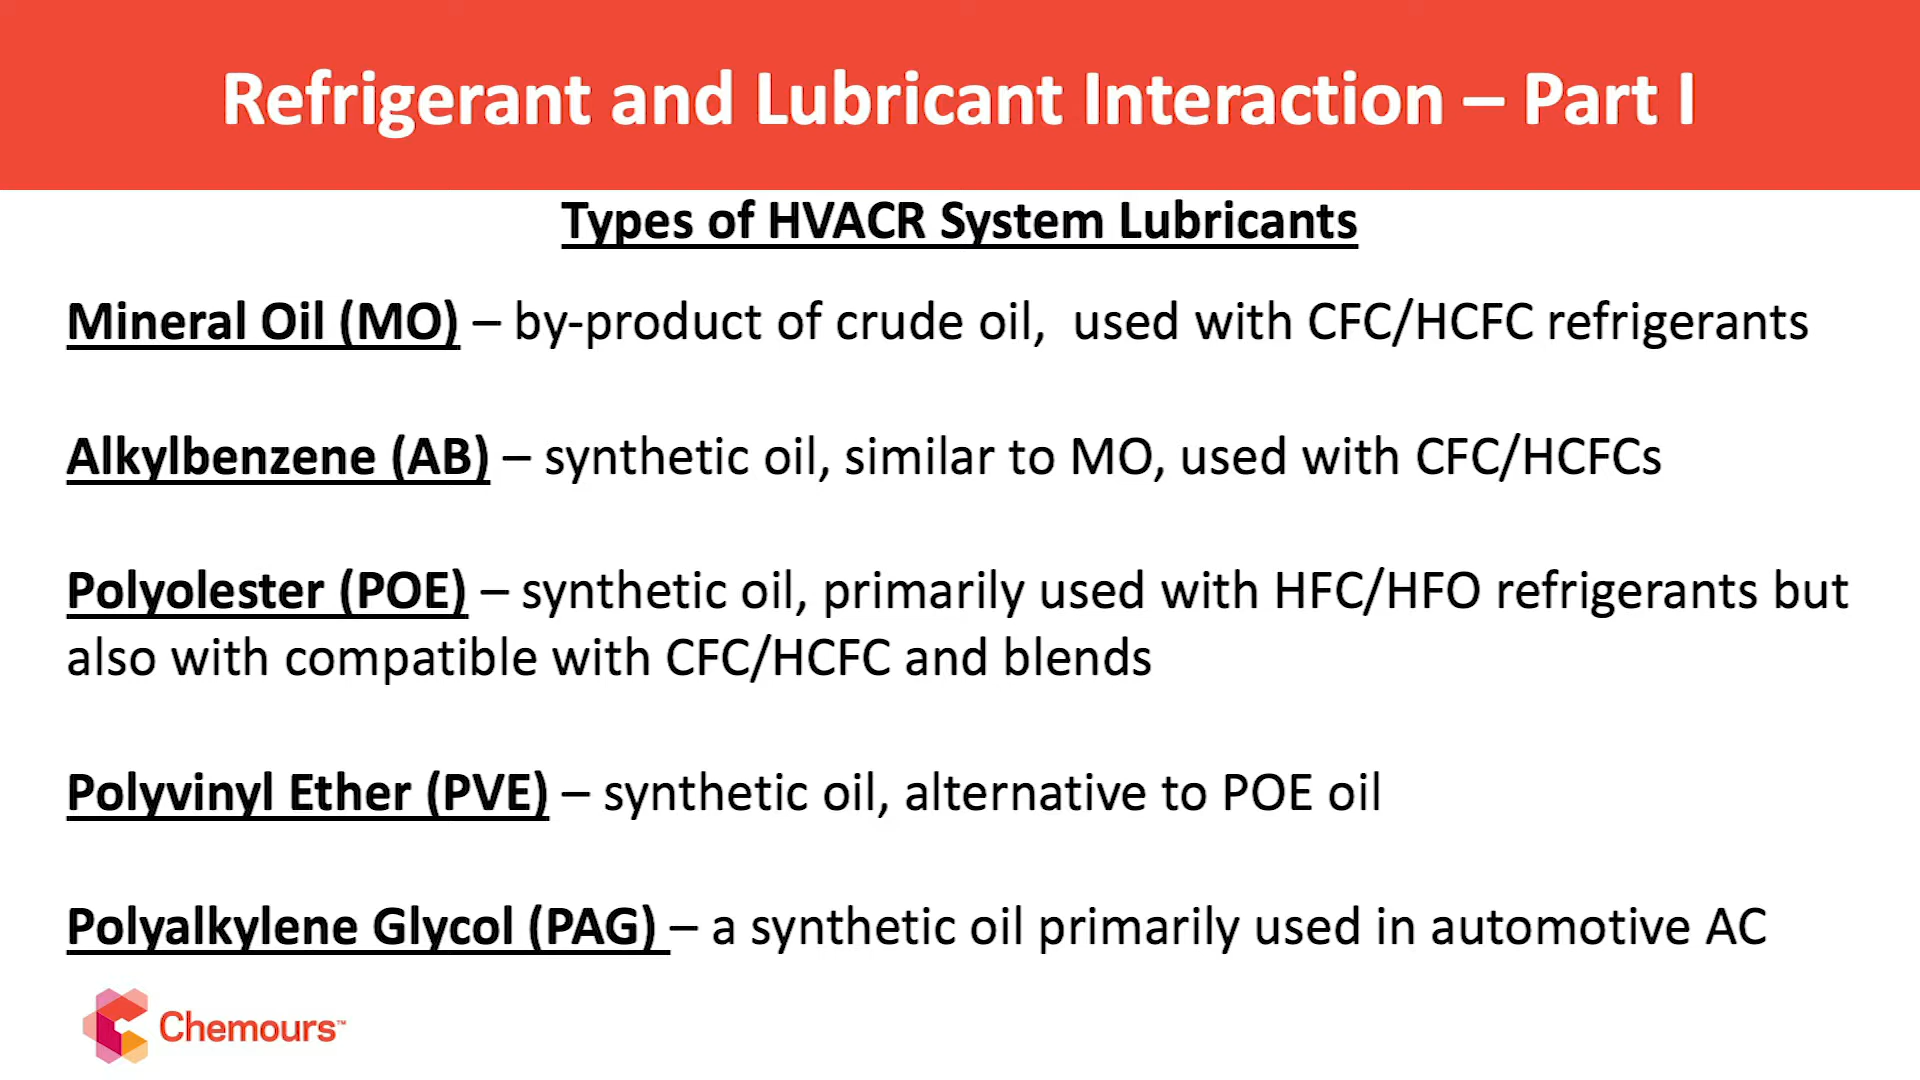 Refrigerant and Lubricant Interaction – Part I
Types of HVACR System Lubricants
Mineral Oil (MO) – by-product of crude oil,  used with CFC/HCFC refrigerants
Alkylbenzene (AB) – synthetic oil, similar to MO, used with CFC/HCFCs
Polyolester (POE) – synthetic oil, primarily used with HFC/HFO refrigerants but
also with compatible with CFC/HCFC and blends
Polyvinyl Ether (PVE) – synthetic oil, alternative to POE oil
Polyalkylene Glycol (PAG) – a synthetic oil primarily used in automotive AC
Chemours™